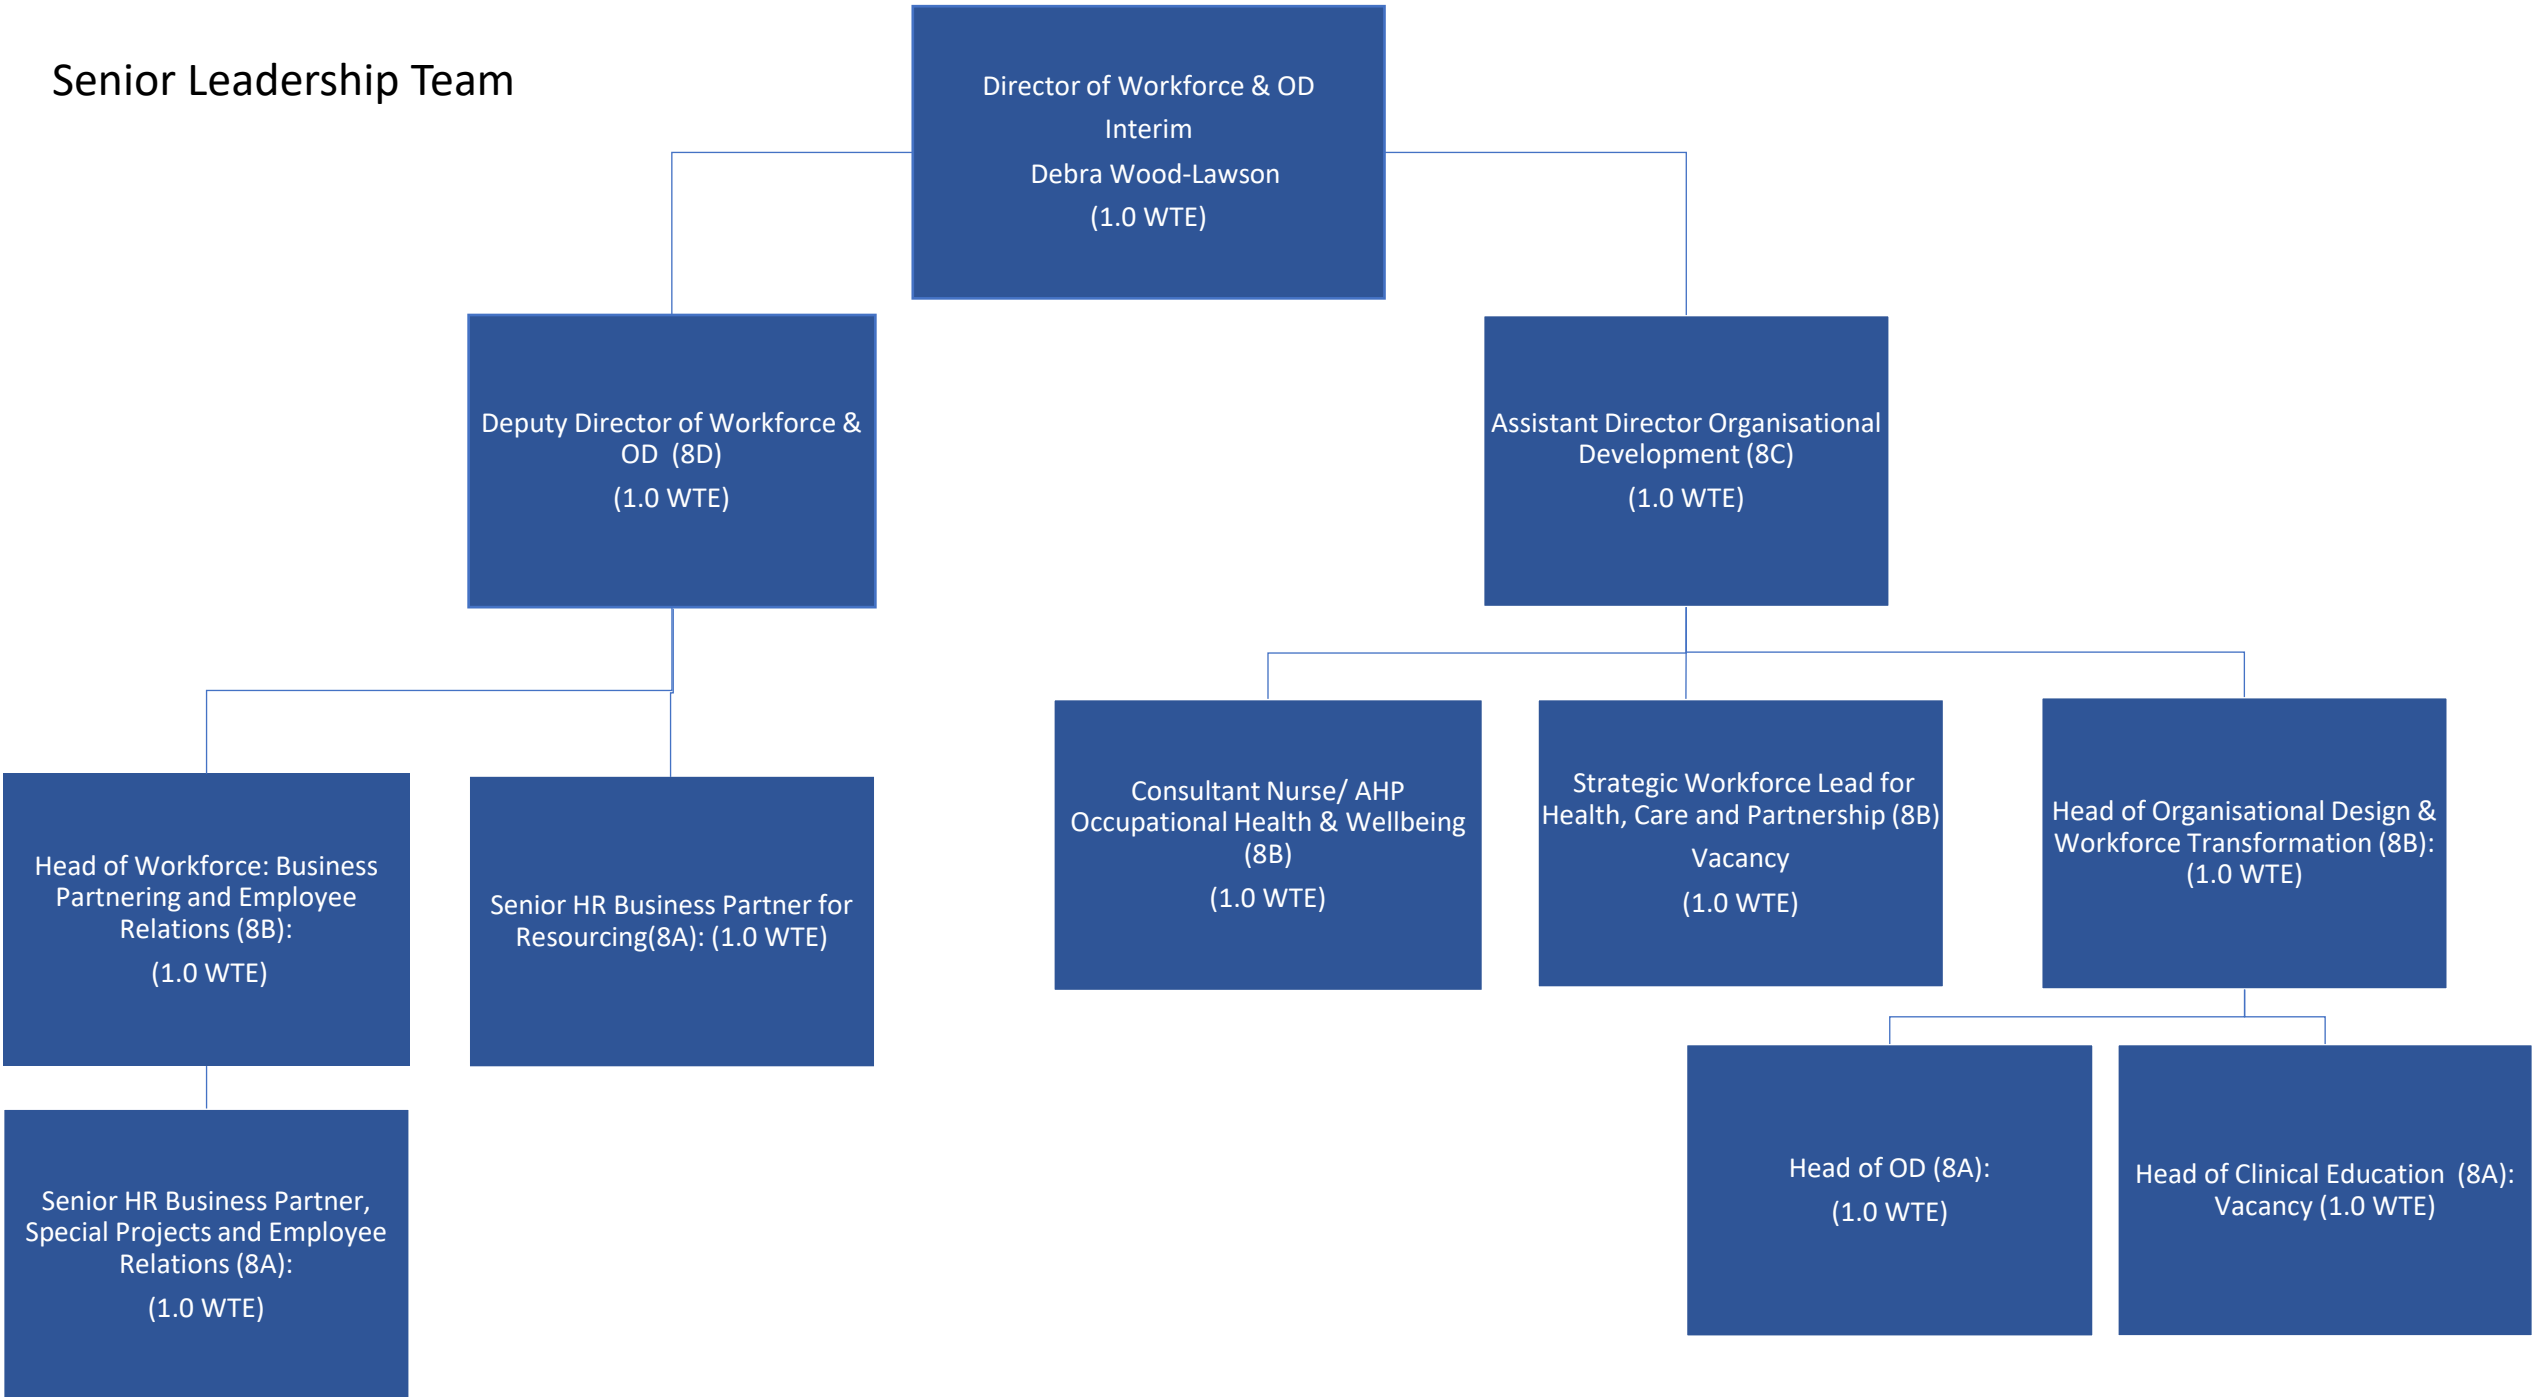 Senior Leadership Team
Director of Workforce & OD
Interim
Debra Wood-Lawson
(1.0 WTE)
Deputy Director of Workforce &
OD  (8D)
(1.0 WTE)
Assistant Director Organisational
Development (8C)
(1.0 WTE)
Head of Workforce: Business
Partnering and Employee
Relations (8B):
(1.0 WTE)
Senior HR Business Partner for
Resourcing(8A): (1.0 WTE)
Consultant Nurse/ AHP
Occupational Health & Wellbeing
(8B)
(1.0 WTE)
Strategic Workforce Lead for
Health, Care and Partnership (8B)
Vacancy
(1.0 WTE)
Head of Organisational Design &
Workforce Transformation (8B):
(1.0 WTE)
Senior HR Business Partner,
Special Projects and Employee
Relations (8A):
(1.0 WTE)
Head of OD (8A):
(1.0 WTE)
Head of Clinical Education  (8A):
Vacancy (1.0 WTE)